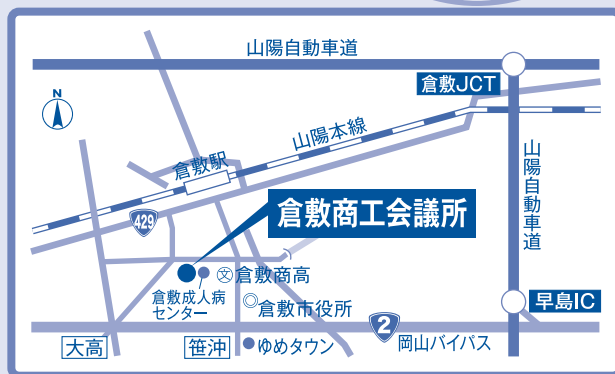 山陽自動車道
倉敷JCT
N
山陽本線
倉敷駅
山陽自動車道
429
倉敷商工会議所
文 倉敷商高
倉敷成人病
センター
◎倉敷市役所
早島IC
2
岡山バイパス
大高
笹沖
ゆめタウン